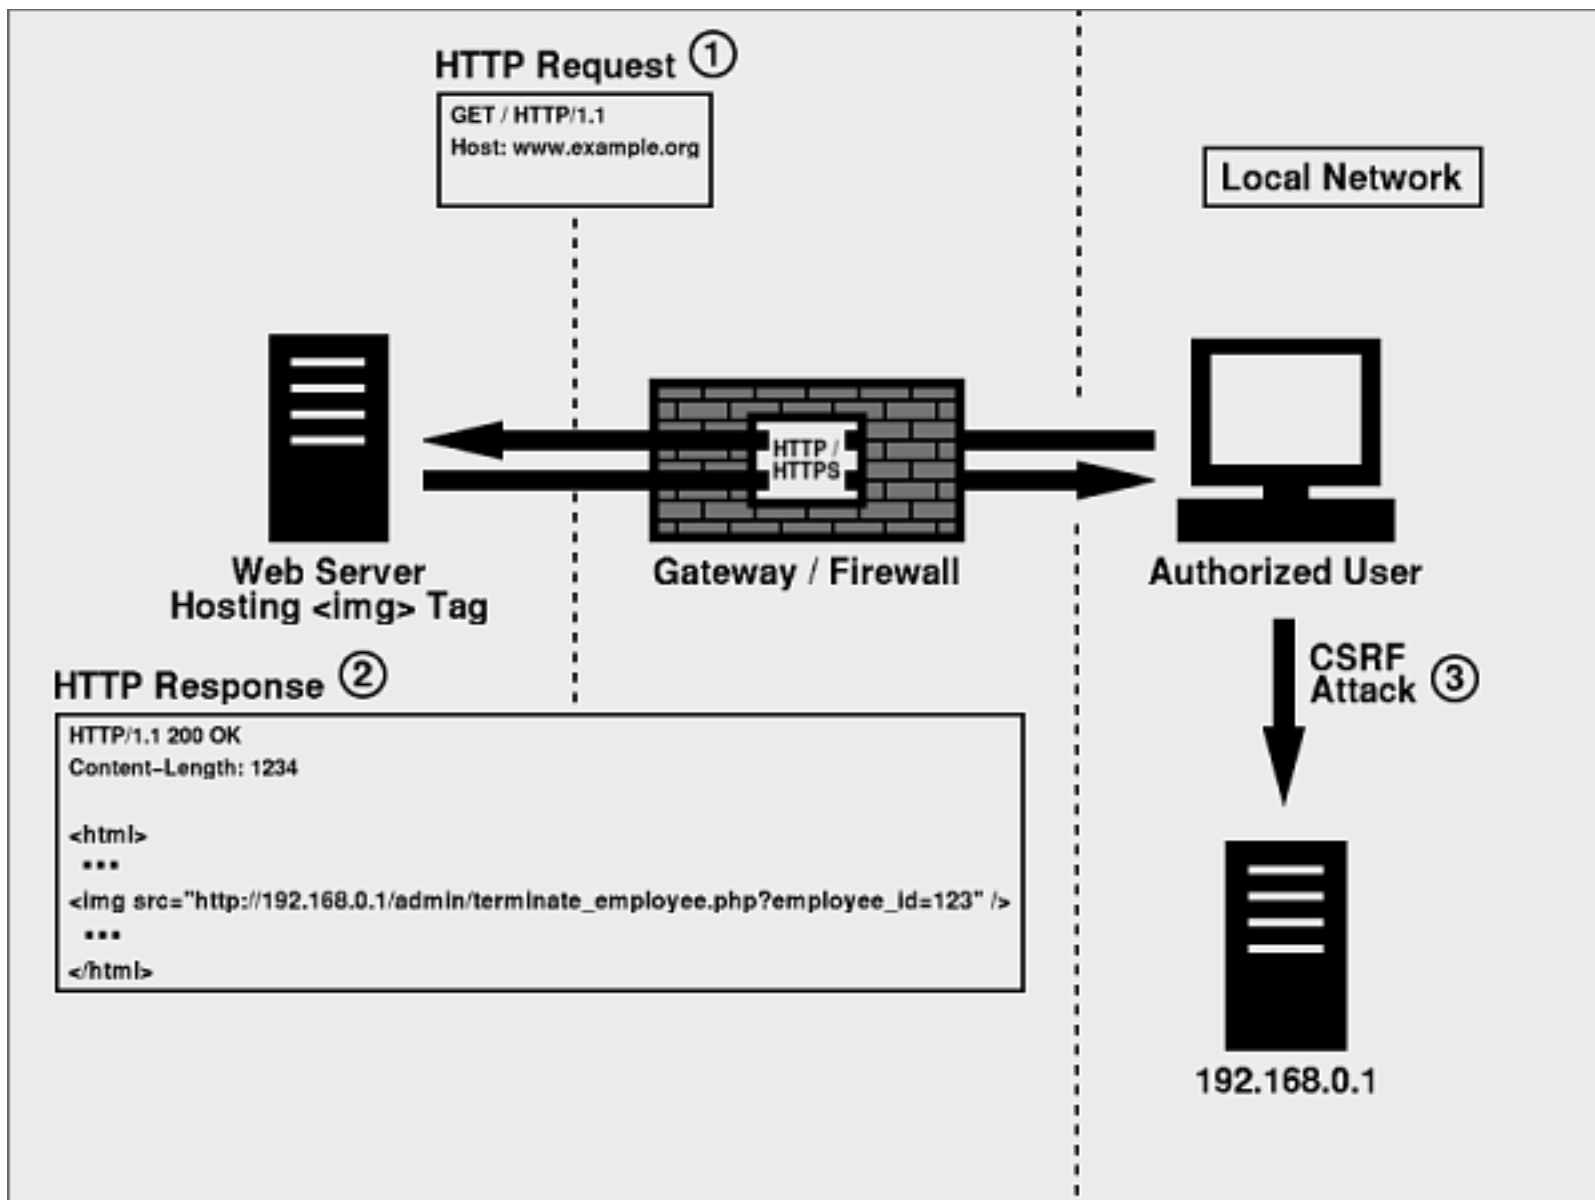 HTTP Request ①
GET / HTTP/1.1
Host: www.example.org
Local Network
HTTP /
HTTPS
Web Server
Hosting <img> Tag
Gateway / Firewall
Authorized User
HTTP Response ②
HTTP/1.1 200 OK
Content-Length: 1234
<html>
...
<img src="http://192.168.0.1/admin/terminate_employee.php?employee_id=123" />
...
</html>
CSRF
Attack ③
192.168.0.1